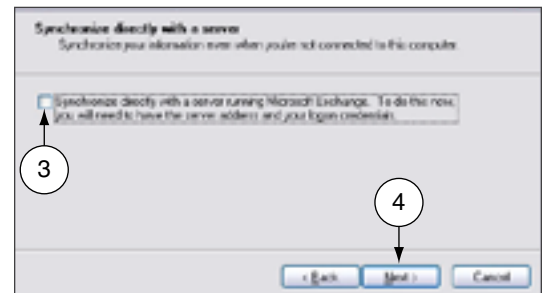 Synchronize directly with a server
Synchronize your information even when you're not connected to this computer.
Synchronize directly with a server running Microsoft Exchange. To do this now,
you will need to have the server address and your logon credentials.
3
4
< Back Next > Cancel